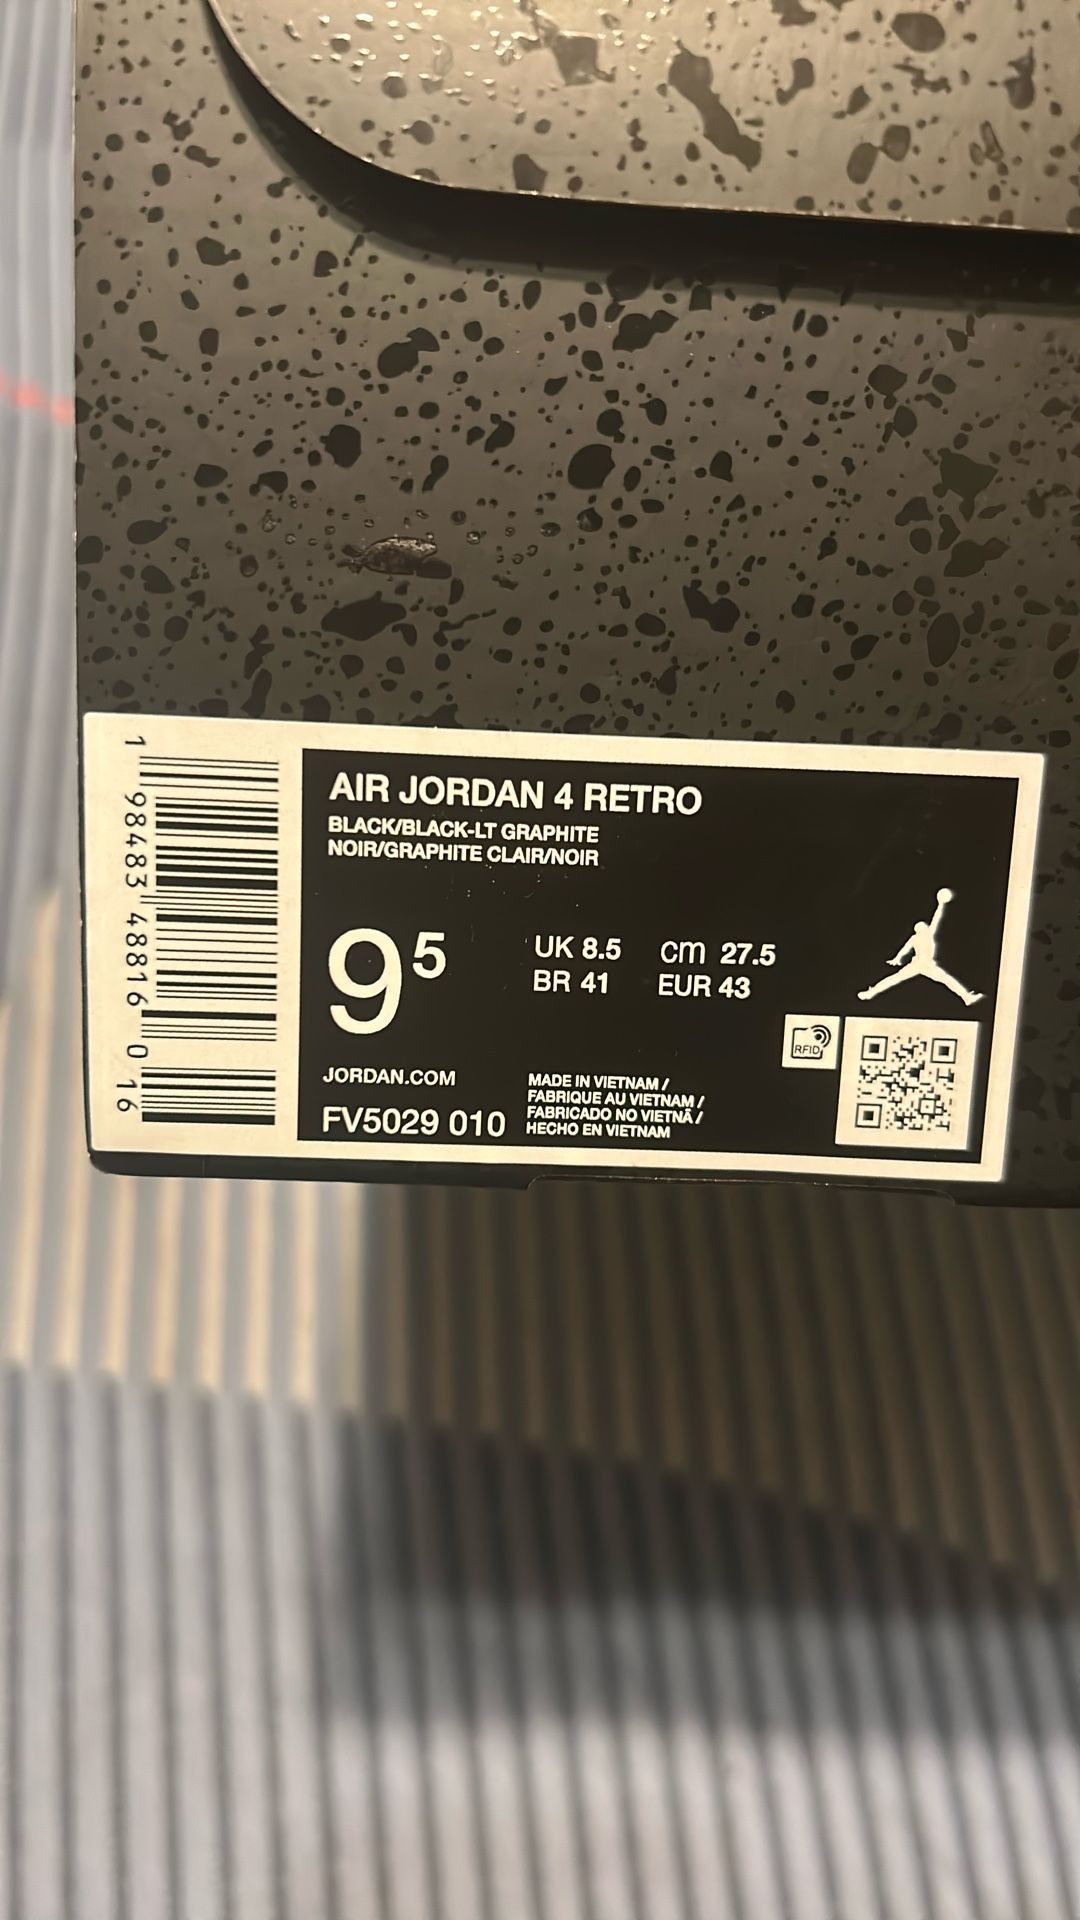 AIR JORDAN 4 RETRO
BLACK/BLACK-LT GRAPHITE
NOIR/GRAPHITE CLAIR/NOIR
9⁵
UK 8.5 cm 27.5
BR 41 EUR 43
RFID
JORDAN.COM
FV5029 010
MADE IN VIETNAM /
FABRIQUE AU VIETNAM /
FABRICADO NO VIETNÃ /
HECHO EN VIETNAM
1 98483 48816 0 16